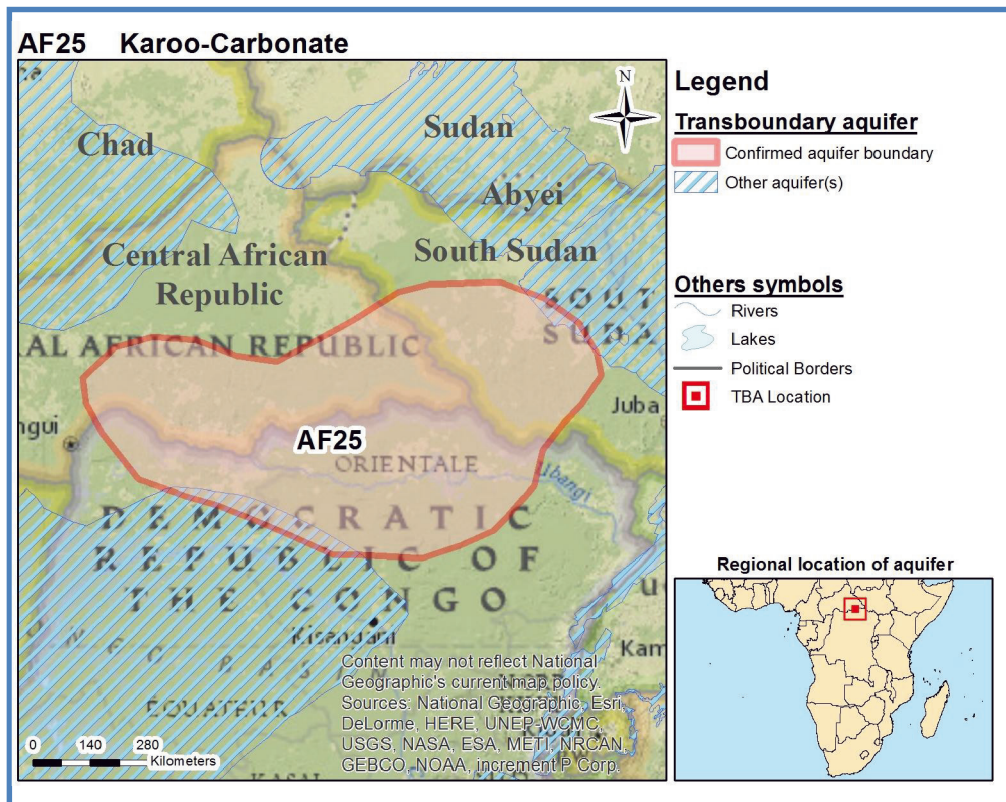 AF25 Karoo-Carbonate
Chad
Sudan
Abyei
Central African
Republic
South Sudan
SOUT
SUDA
RAL AFRICAN REPUBLIC
Juba
ngui
AF25
ORIENTALE
Ubangi
DEMOCRATIC
REPUBLIC OF
THE CONGO
Kisangani
Kam
Content may not reflect National
Geographic's current map policy.
Sources: National Geographic, Esri,
DeLorme, HERE, UNEP-WCMC,
USGS, NASA, ESA, METI, NRCAN,
GEBCO, NOAA, increment P Corp.
0 140 280
Kilometers
N
Legend
Transboundary aquifer
Confirmed aquifer boundary
Other aquifer(s)
Others symbols
Rivers
Lakes
Political Borders
TBA Location
Regional location of aquifer